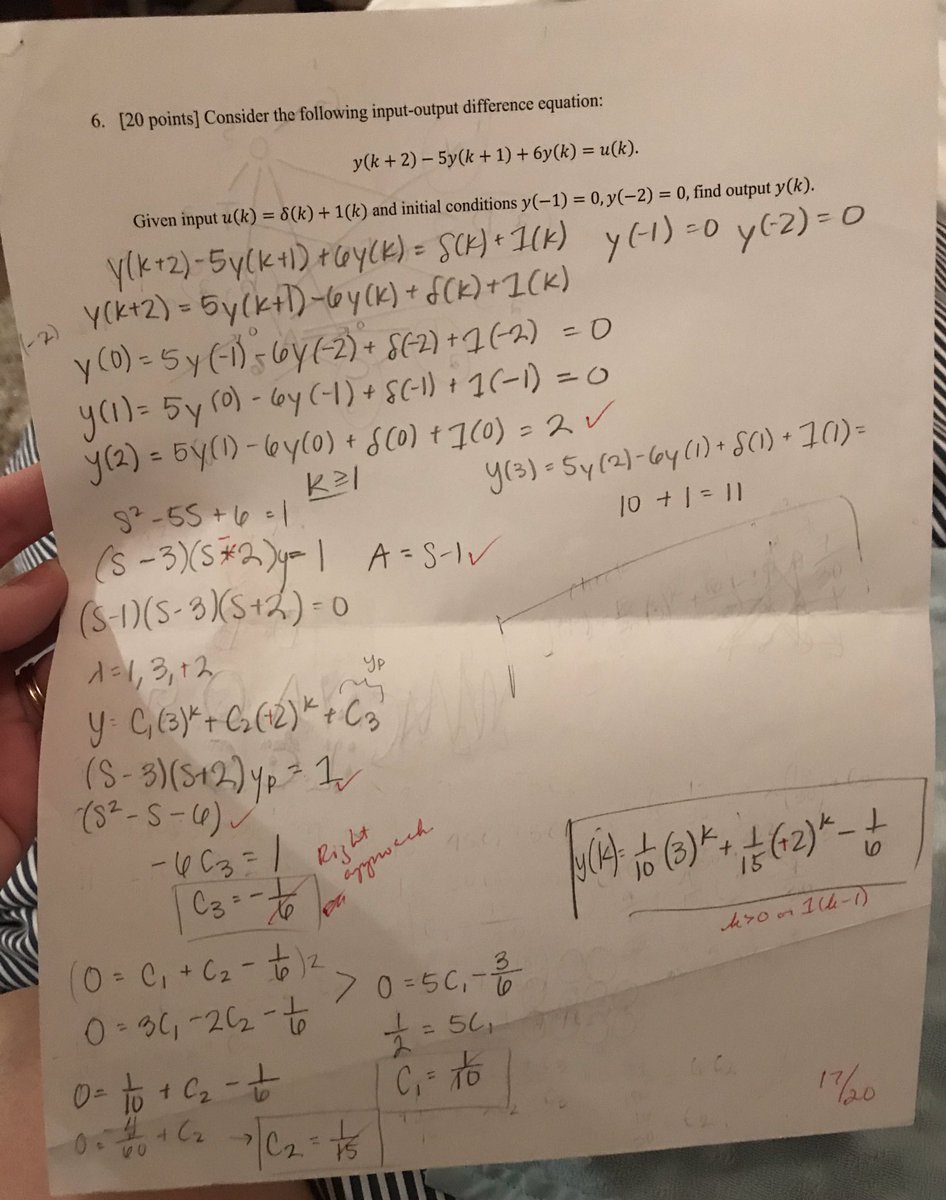 6. [20 points] Consider the following input-output difference equation:
y(k + 2) − 5y(k + 1) + 6y(k) = u(k).
Given input u(k) = δ(k) + 1(k) and initial conditions y(−1) = 0, y(−2) = 0, find output y(k).
y(k+2)-5y(k+1)+6y(k) = δ(k)+1(k) y(-1)=0 y(-2)=0
y(k+2) = 5y(k+1)-6y(k)+δ(k)+1(k)
(-2)
y(0) = 5y(-1)-6y(-2)+δ(-2)+1(-2) = 0
y(1) = 5y(0)-6y(-1)+δ(-1)+1(-1) = 0
y(2) = 5y(1)-6y(0)+δ(0)+1(0) = 2 ✓
k≥1
y(3) = 5y(2)-6y(1)+δ(1)+1(1) =
10 + 1 = 11
S²-5S+6 = 1
(S-3)(S-2)y = 1 A = S-1 ✓
(S-1)(S-3)(S+2) = 0
λ = 1, 3, +2
yp
y = C₁(3)ᵏ + C₂(+2)ᵏ + C₃
(S-3)(S+2)yp = 1 ✓
(S²-S-6) ✓
-6C₃ = 1
Right approach
C₃ = -1/6
y(k) = 1/10 (3)ᵏ + 1/15 (+2)ᵏ - 1/6
k>0 or 1(k-1)
(0 = C₁ + C₂ - 1/6)2
0 = 3C₁ - 2C₂ - 1/6
> 0 = 5C₁ - 3/6
1/2 = 5C₁
C₁ = 1/10
0 = 1/10 + C₂ - 1/6
0 = -4/60 + C₂ → C₂ = 1/15
17/20